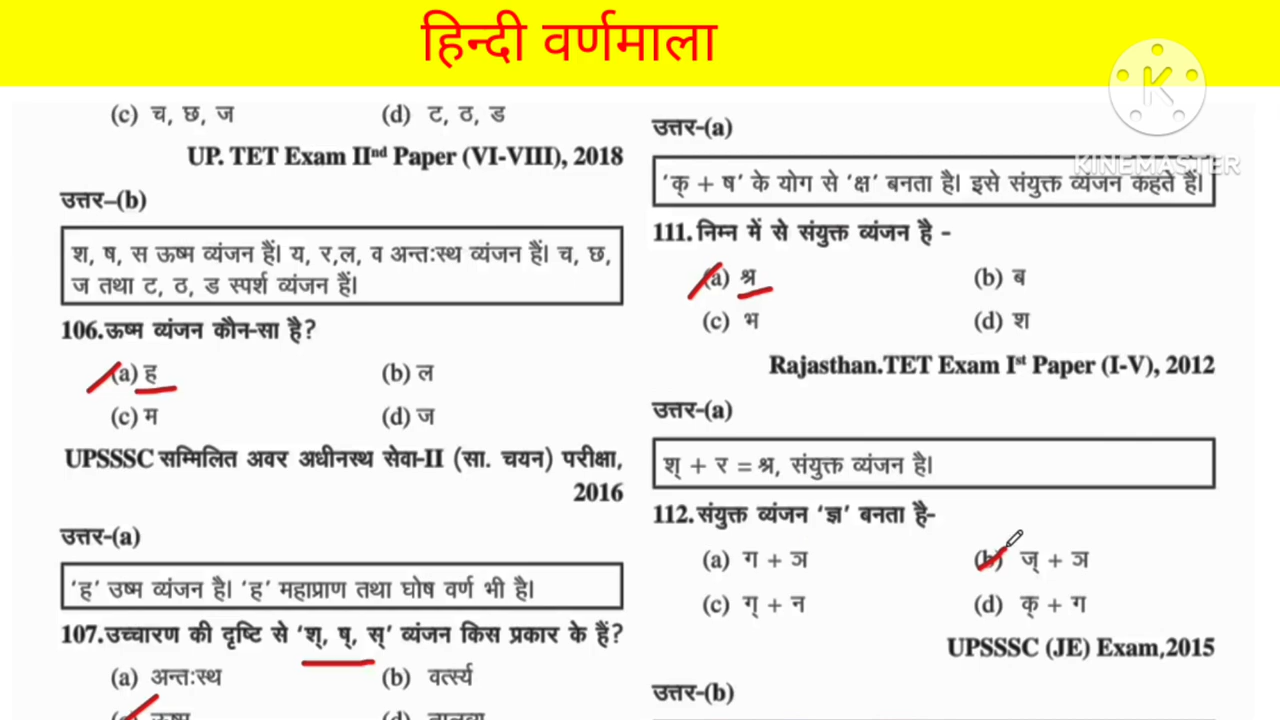 हिन्दी वर्णमाला
KINEMASTER
(c) च, छ, ज (d) ट, ठ, ड
UP. TET Exam IInd Paper (VI-VIII), 2018
उत्तर–(b)
श, ष, स ऊष्म व्यंजन हैं। य, र,ल, व अन्तःस्थ व्यंजन हैं। च, छ,
ज तथा ट, ठ, ड स्पर्श व्यंजन हैं।
106.ऊष्म व्यंजन कौन-सा है?
(a) ह (b) ल
(c) म (d) ज
UPSSSC सम्मिलित अवर अधीनस्थ सेवा-II (सा. चयन) परीक्षा,
2016
उत्तर-(a)
'ह' उष्म व्यंजन है। 'ह' महाप्राण तथा घोष वर्ण भी है।
107.उच्चारण की दृष्टि से 'श्, ष्, स्' व्यंजन किस प्रकार के हैं?
(a) अन्तःस्थ (b) वर्त्स्य
उत्तर-(a)
'क् + ष' के योग से 'क्ष' बनता है। इसे संयुक्त व्यंजन कहते हैं।
111.निम्न में से संयुक्त व्यंजन है -
(a) श्र (b) ब
(c) भ (d) श
Rajasthan.TET Exam Ist Paper (I-V), 2012
उत्तर-(a)
श् + र = श्र, संयुक्त व्यंजन है।
112.संयुक्त व्यंजन 'ज्ञ' बनता है-
(a) ग + ञ (b) ज् + ञ
(c) ग् + न (d) क् + ग
UPSSSC (JE) Exam,2015
उत्तर-(b)